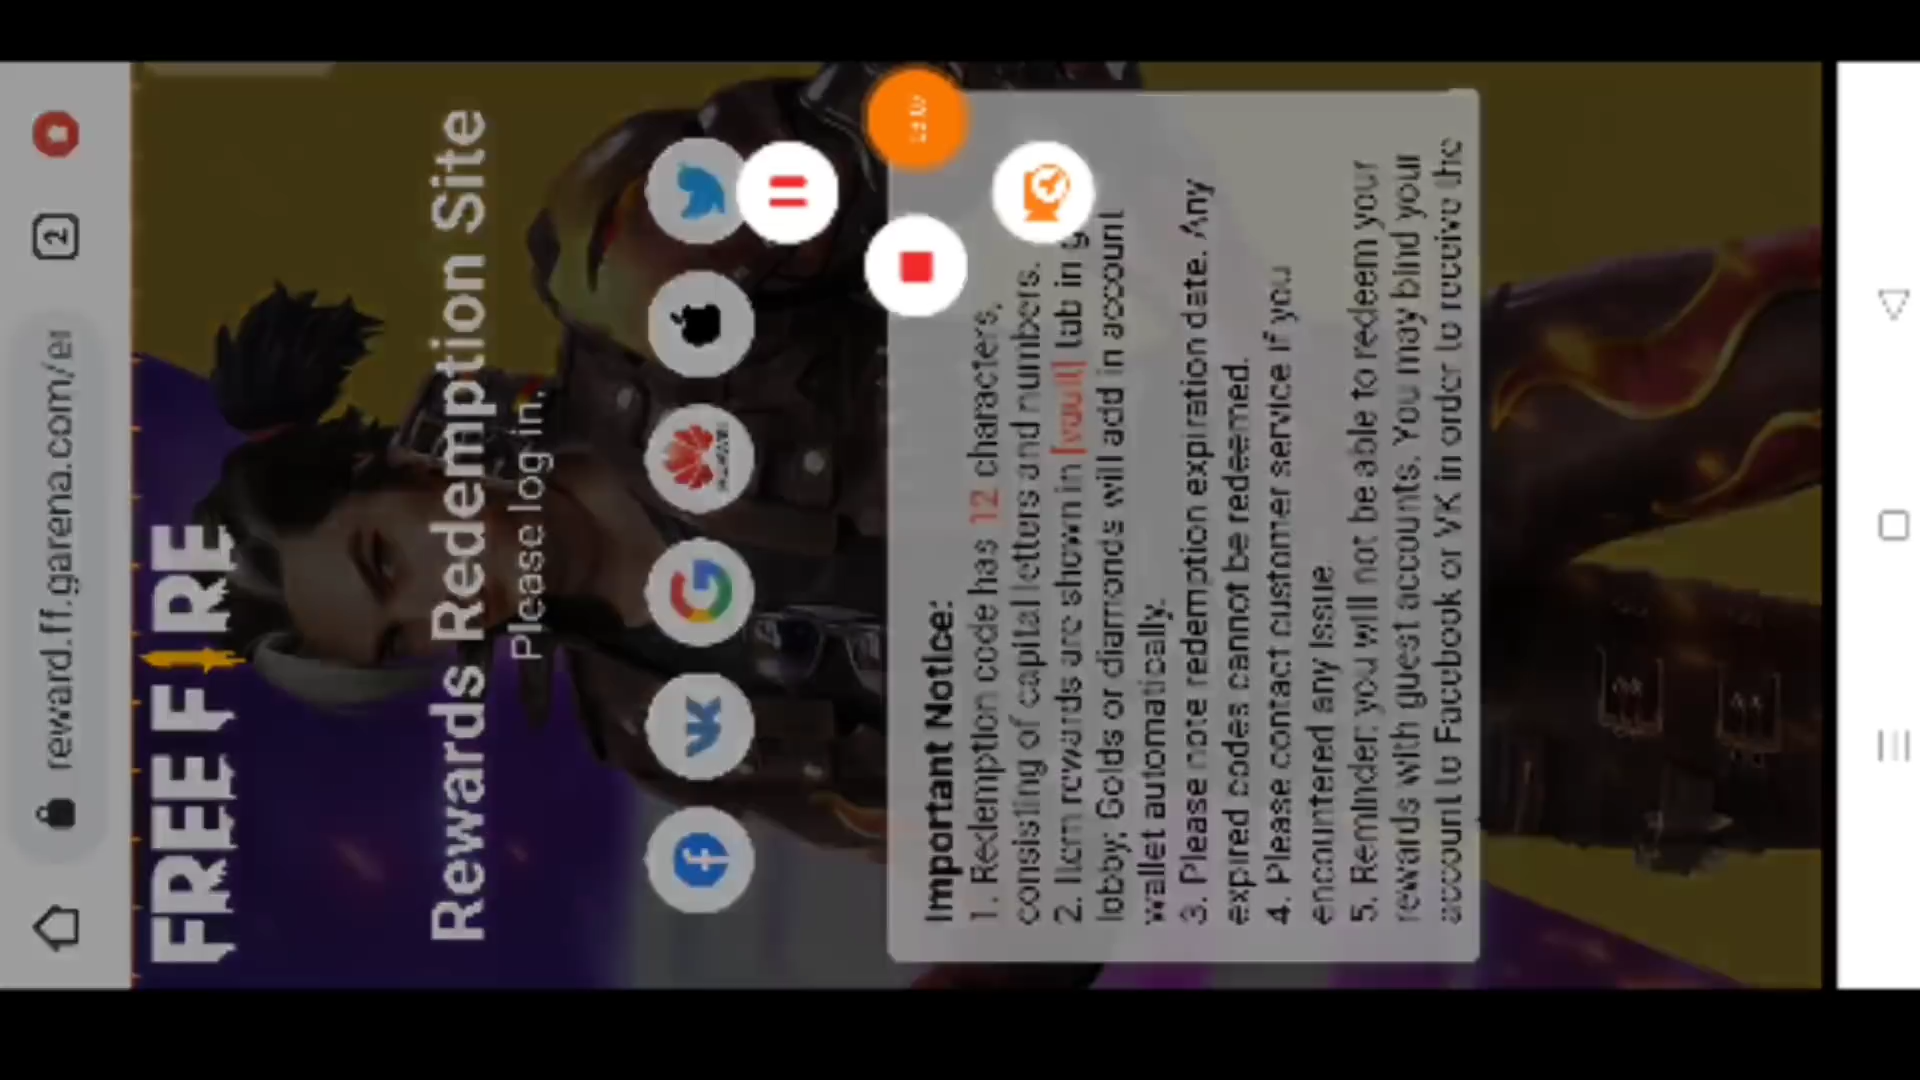 2
reward.ff.garena.com/en
FREE FIRE
Rewards Redemption Site
Please log in.
HUAWEI
Important Notice:
1. Redemption code has 12 characters,
consisting of capital letters and numbers.
2. Item rewards are shown in [vault] tab in g
lobby; Golds or diamonds will add in account
wallet automatically.
3. Please note redemption expiration date. Any
expired codes cannot be redeemed.
4. Please contact customer service if you
encountered any issue.
5. Reminder: you will not be able to redeem your
rewards with guest accounts. You may bind your
account to Facebook or VK in order to receive the